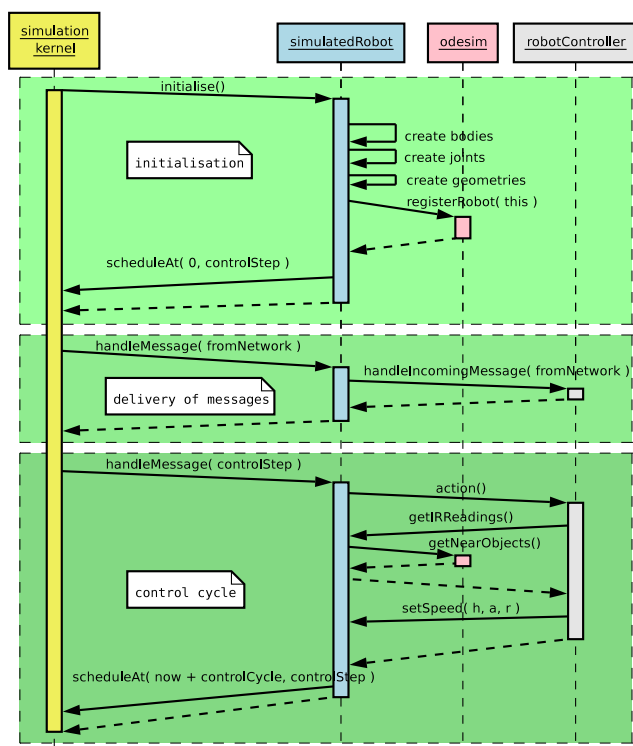 simulation
kernel
simulatedRobot
odesim
robotController
initialise()
create bodies
initialisation
create joints
create geometries
registerRobot( this )
scheduleAt( 0, controlStep )
handleMessage( fromNetwork )
handleIncomingMessage( fromNetwork )
delivery of messages
handleMessage( controlStep )
action()
getIRReadings()
getNearObjects()
control cycle
setSpeed( h, a, r )
scheduleAt( now + controlCycle, controlStep )